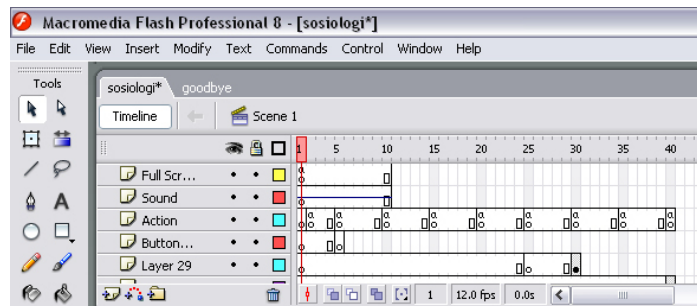 Macromedia Flash Professional 8 - [sosiologi*]
File Edit View Insert Modify Text Commands Control Window Help
Tools
sosiologi* goodbye
Timeline Scene 1
1 5 10 15 20 25 30 35 40
Full Scr...
Sound
Action
Button...
Layer 29
1 12.0 fps 0.0s